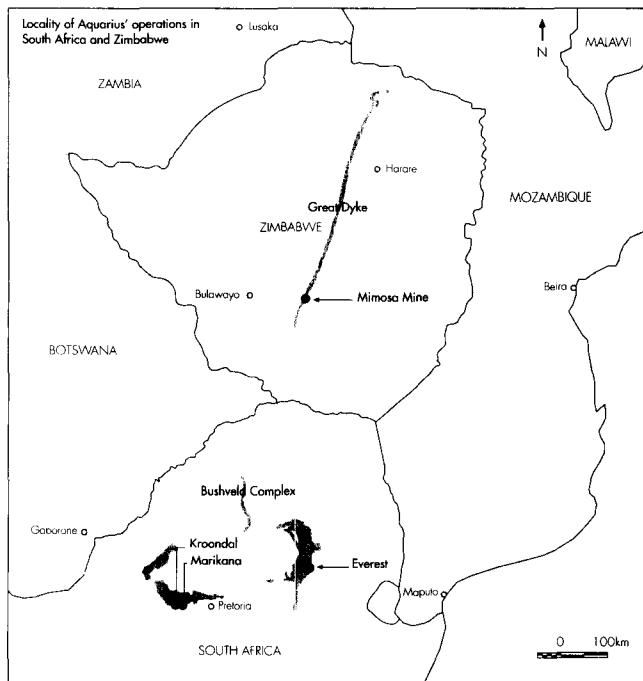 Locality of Aquarius' operations in
South Africa and Zimbabwe
Lusaka
N
MALAWI
ZAMBIA
Harare
MOZAMBIQUE
Great Dyke
ZIMBABWE
Bulawayo
Mimosa Mine
Beira
BOTSWANA
Bushveld Complex
Gaborone
Kroondal
Marikana
Everest
Maputo
Pretoria
SOUTH AFRICA
0 100km